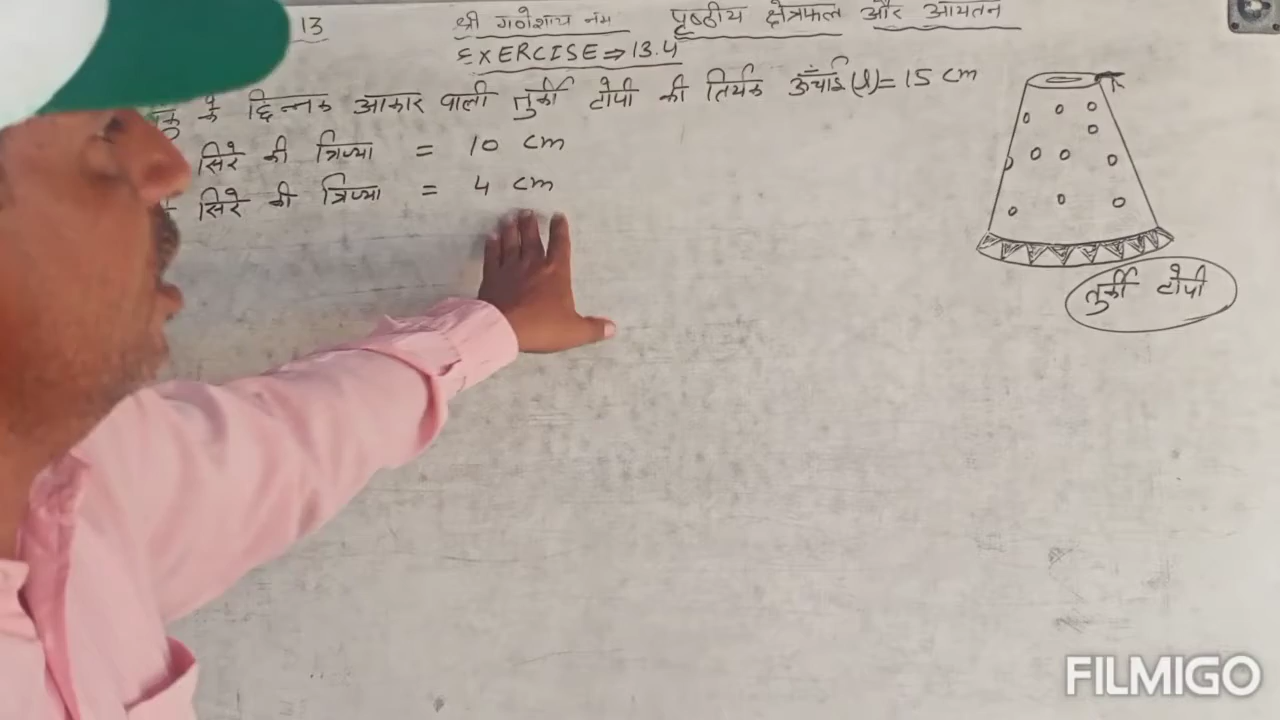 13 श्री गणेशाय नम पृष्ठीय क्षेत्रफल और आयतन
EXERCISE⇒13.4
के छिन्नक आकार वाली तुर्की टोपी की तिर्यक ऊँचाई (l) = 15 cm
सिरे की त्रिज्या = 10 cm
सिरे की त्रिज्या = 4 cm
तुर्की टोपी
FILMIGO